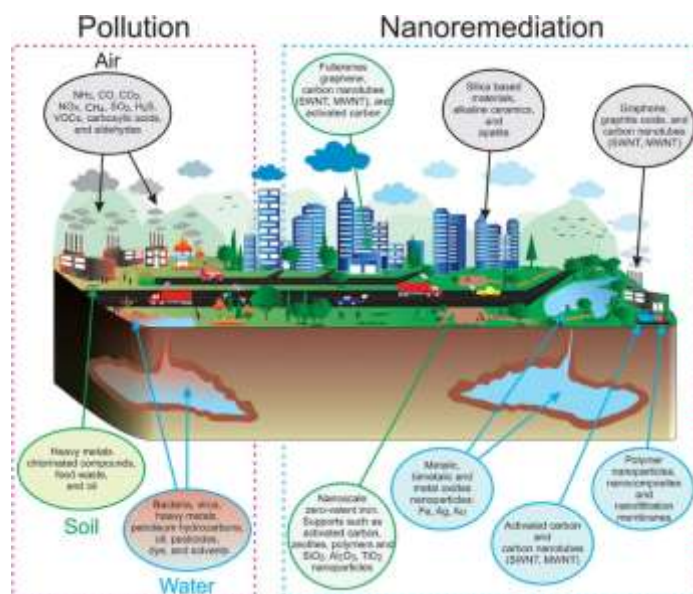 Pollution
Nanoremediation
Air
NH₃, CO, CO₂,
NOx, CH₄, SO₂, H₂S,
VOCs, carboxylic acids,
and aldehydes
Fullerenes
graphene,
carbon nanotubes
(SWNT, MWNT), and
activated carbon
Silica based
materials,
alkaline ceramics,
and
apatite
Graphene,
graphite oxide, and
carbon nanotubes
(SWNT, MWNT)
Heavy metals
chlorinated compounds,
food waste,
and oil
Soil
Bacteria, virus,
heavy metals,
petroleum hydrocarbons,
oil, pesticides,
dye, and solvents
Water
Nanoscale
zero-valent iron.
Supports such as
activated carbon,
zeolites, polymers and
SiO₂, Al₂O₃, TiO₂
nanoparticles
Metallic,
bimetallic and
metal oxides
nanoparticles
Fe, Ag, Au
Activated carbon
and
carbon nanotubes
(SWNT, MWNT)
Polymer
nanoparticles,
nanocomposites
and
nanofiltration
membranes,